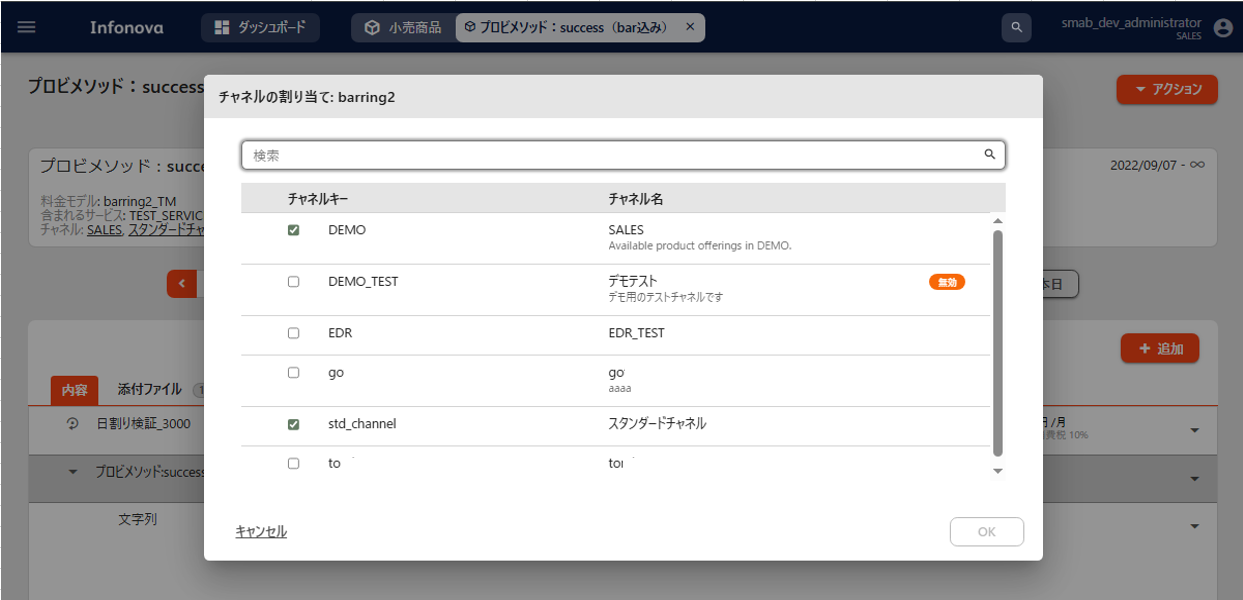 Infonova
ダッシュボード
小売商品
プロビメソッド：success（bar込み） ×
smab_dev_administrator
SALES
プロビメソッド：success
アクション
チャネルの割り当て: barring2
検索
プロビメソッド：succe
2022/09/07 - ∞
料金モデル: barring2_TM
含まれるサービス: TEST_SERVIC
チャネル: SALES, スタンダードチャ
チャネルキー チャネル名
DEMO SALES
Available product offerings in DEMO.
DEMO_TEST デモテスト 無効
デモ用のテストチャネルです
本日
EDR EDR_TEST
+ 追加
go go
aaaa
内容 添付ファイル 1
日割り検証_3000
std_channel スタンダードチャネル
円 /月
消費税 10%
to tor
プロビメソッド:success
文字列
キャンセル OK